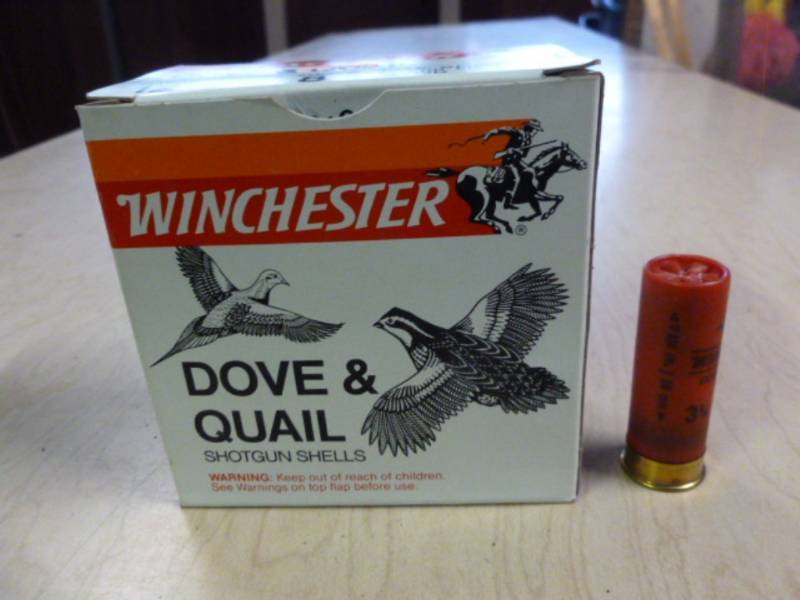 WINCHESTER
®
DOVE &
QUAIL
SHOTGUN SHELLS
WARNING: Keep out of reach of children.
See Warnings on top flap before use.